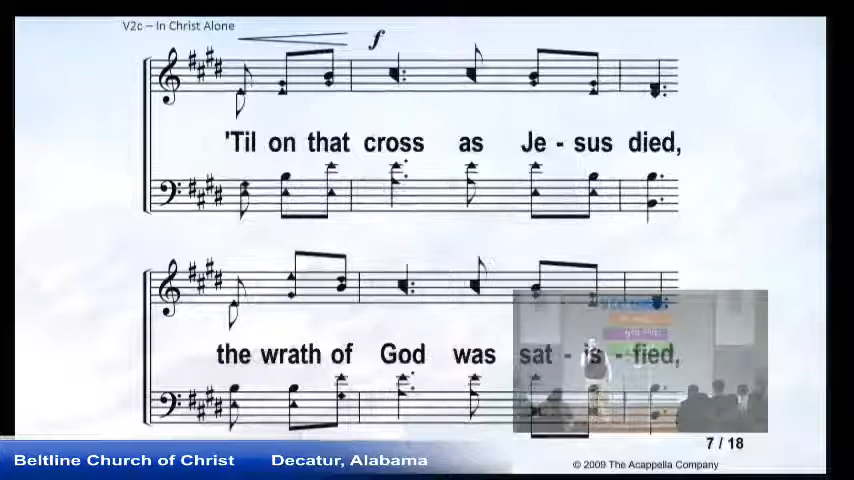 V2c – In Christ Alone
f
'Til on that cross as Je - sus died,
the wrath of God was sat - is - fied,
7 / 18
Beltline Church of Christ Decatur, Alabama
© 2009 The Acappella Company